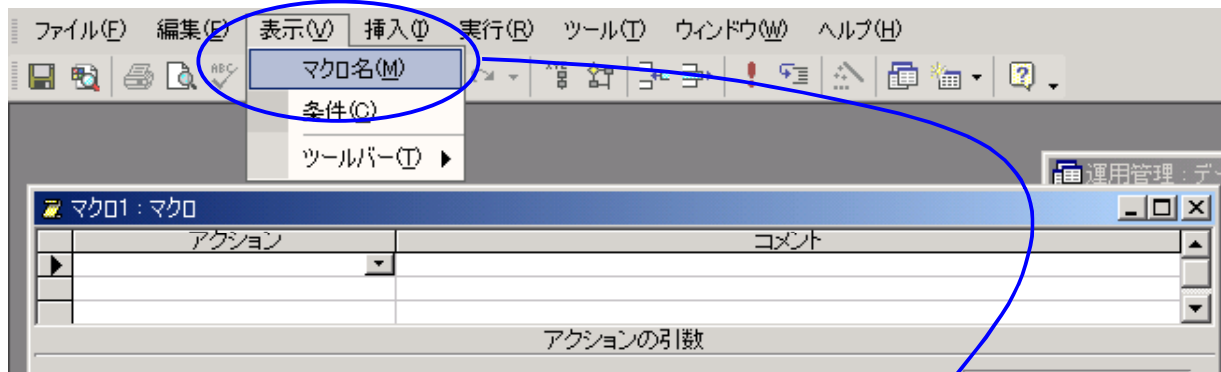 ファイル(F) 編集(E) 表示(V) 挿入(I) 実行(R) ツール(T) ウィンドウ(W) ヘルプ(H)
ABC
マクロ名(M)
条件(C)
ツールバー(T)
運用管理 : デー
マクロ1 : マクロ
アクション コメント
アクションの引数